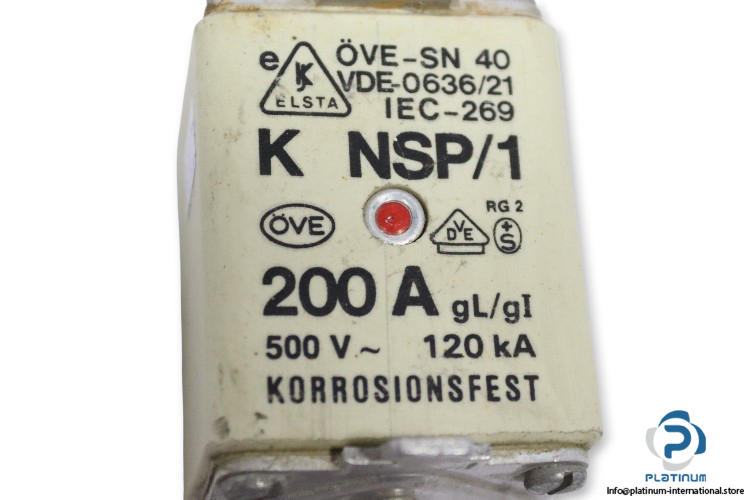 e ÖVE-SN 40
VDE-0636/21
ELSTA
IEC-269
K NSP/1
ÖVE
DVE
RG 2
+S
200 A gL/gI
500 V~ 120 kA
KORROSIONSFEST
PLATINUM
INTERNATIONAL
Info@platinum-international.store